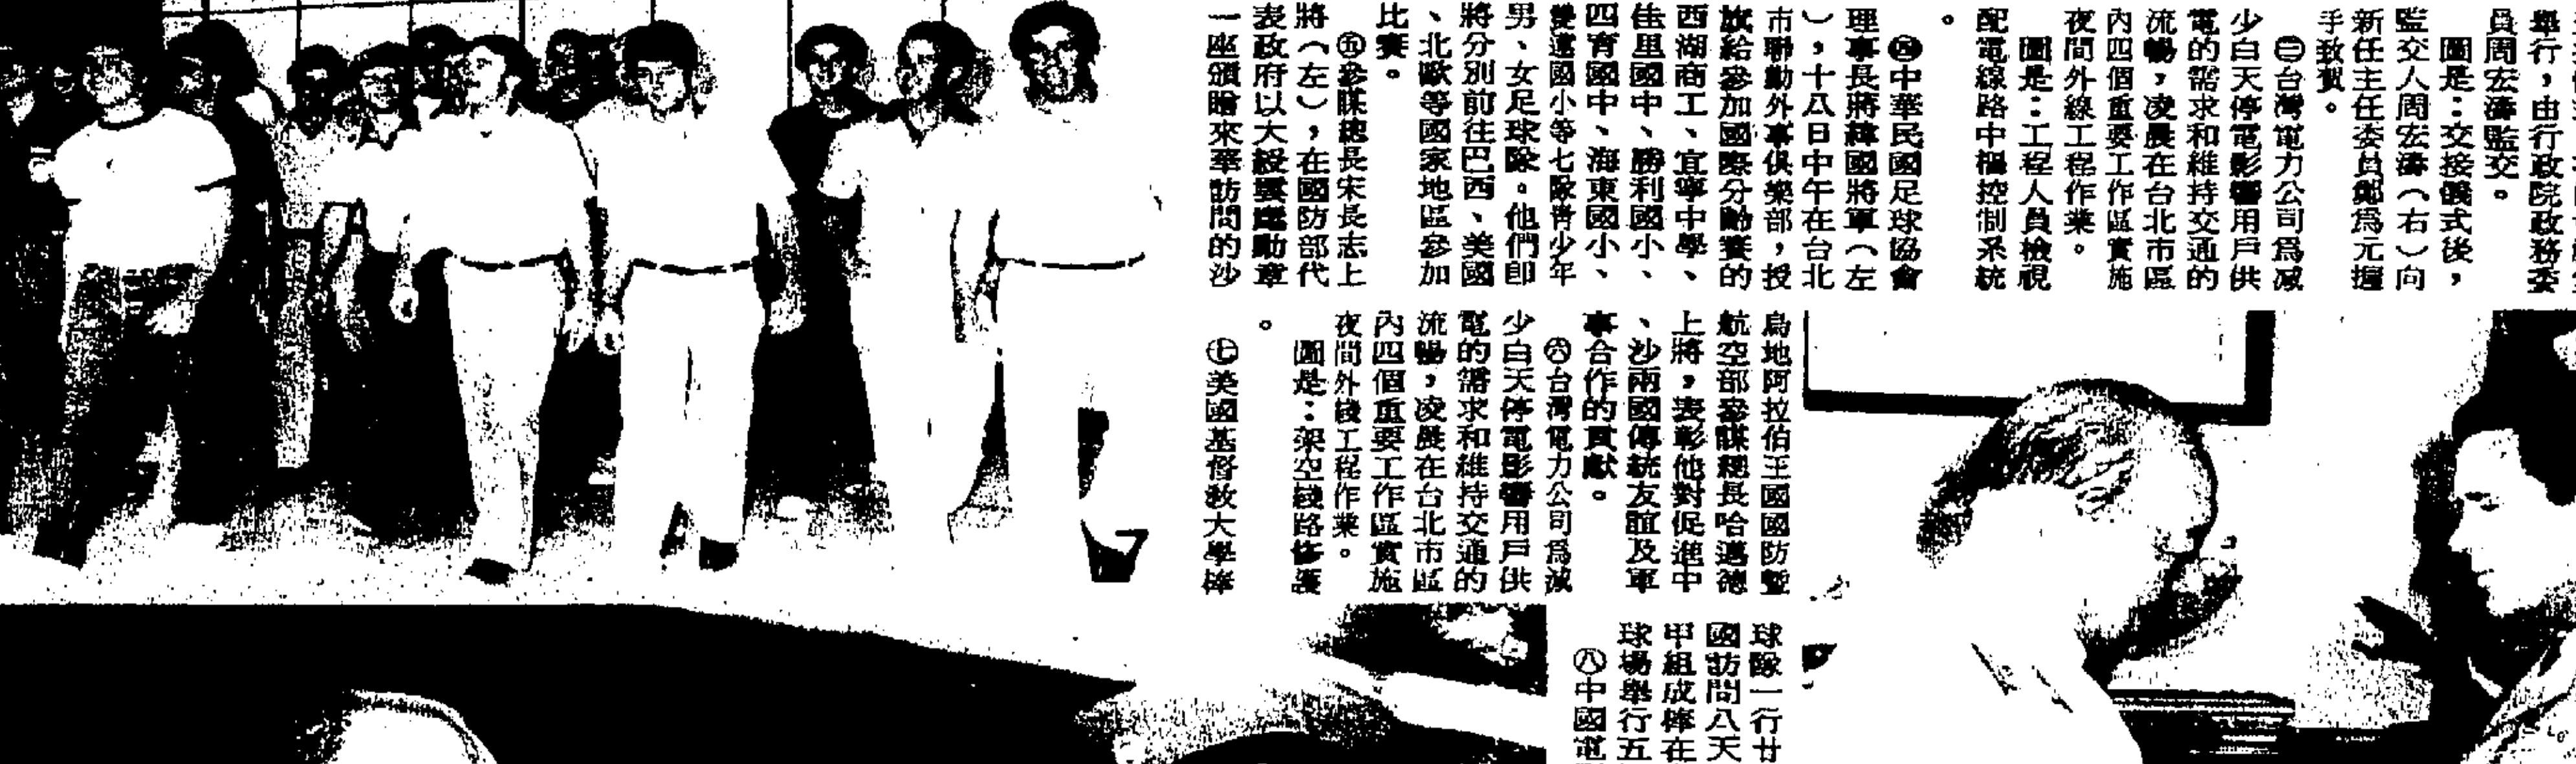 舉行，由行政院政務委
員周宏濤監交。
圖是：交接儀式後，
監交人周宏濤（右）向
新任主任委員鄭爲元握
手致賀。
㊂台灣電力公司爲減
少白天停電影響用戶供
電的需求和維持交通的
流暢，凌晨在台北市區
內四個重要工作區實施
夜間外線工程作業。
圖是：工程人員檢視
配電線路中樞控制系統
。
㊃中華民國足球協會
理事長蔣緯國將軍（左
），十八日中午在台北
市聯勤外事俱樂部，授
旗給參加國際分齡賽的
西湖商工、宜寧中學、
佳里國中、勝利國小、
四育國中、海東國小、
遠國小等七隊青少年
男、女足球隊。他們卽
將分別前往巴西、美國
、北歐等國家地區參加
比賽。
㊄參謀總長宋長志上
將（左），在國防部代
表政府以大綬雲麾勳章
一座頒贈來華訪問的沙
烏地阿拉伯王國國防暨
航空部參謀總長哈邁德
上將，表彰他對促進中
、沙兩國傳統友誼及軍
事合作的貢獻。
㊅台灣電力公司爲減
少白天停電影響用戶供
電的需求和維持交通的
流暢，凌晨在台北市區
內四個重要工作區實施
夜間外綫工程作業。
圖是：架空綫路修護
。
㊆美國基督敎大學棒
球隊一行廿
國訪問八天
甲組成棒在
球場舉行五
㊇中國電